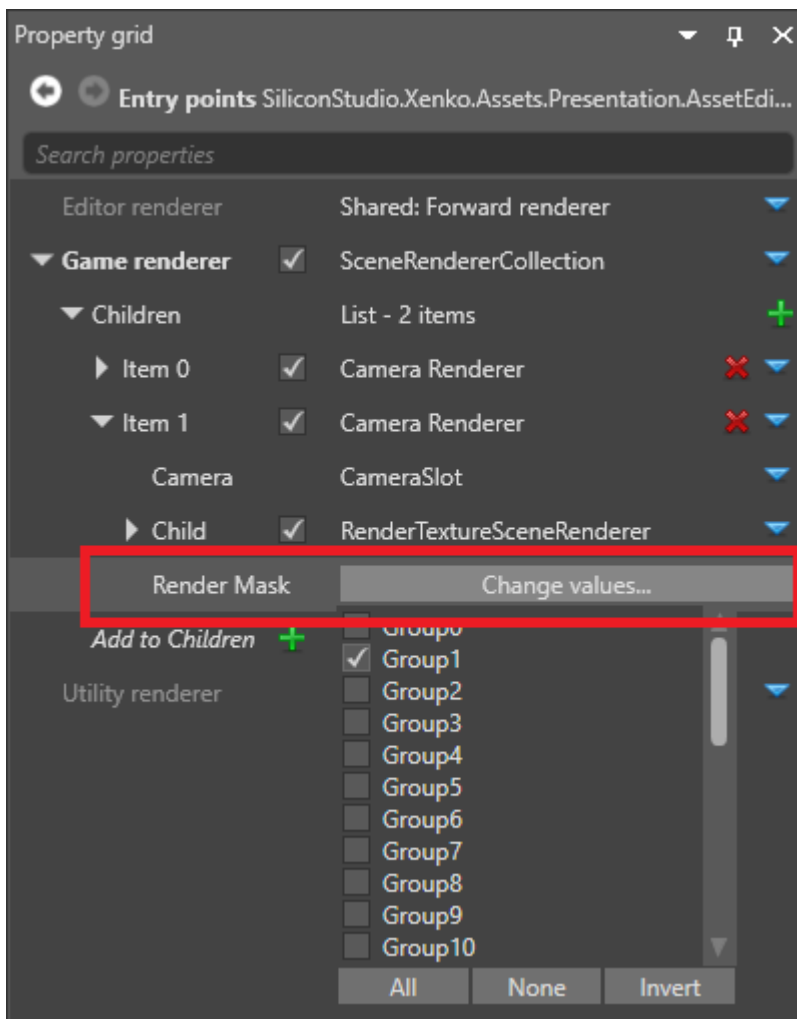 Property grid
Entry points SiliconStudio.Xenko.Assets.Presentation.AssetEdi...
Search properties
Editor renderer Shared: Forward renderer
Game renderer SceneRendererCollection
Children List - 2 items
Item 0 Camera Renderer
Item 1 Camera Renderer
Camera CameraSlot
Child RenderTextureSceneRenderer
Render Mask Change values...
Group0
Add to Children
Group1
Group2
Utility renderer
Group3
Group4
Group5
Group6
Group7
Group8
Group9
Group10
All None Invert